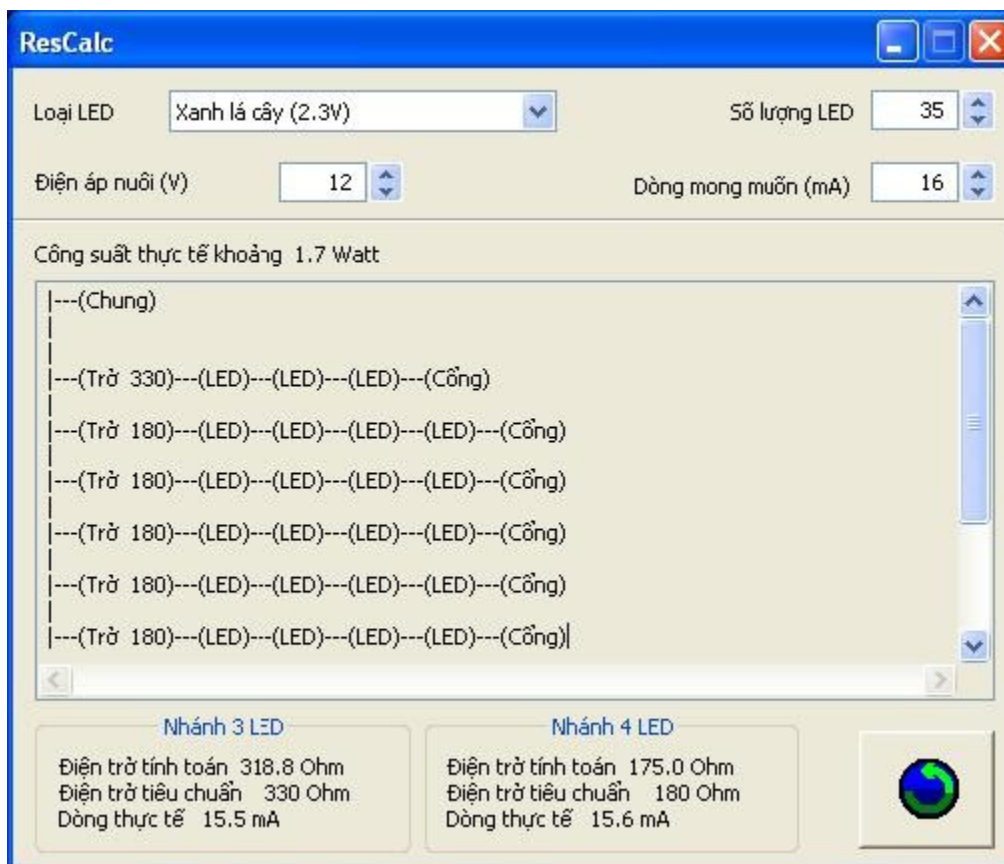 ResCalc
Loại LED Xanh lá cây (2.3V) Số lượng LED 35
Điện áp nuôi (V) 12 Dòng mong muốn (mA) 16
Công suất thực tế khoảng 1.7 Watt
|---(Chung)
|
|
|---(Trở 330)---(LED)---(LED)---(LED)---(Cổng)
|
|---(Trở 180)---(LED)---(LED)---(LED)---(LED)---(Cổng)
|
|---(Trở 180)---(LED)---(LED)---(LED)---(LED)---(Cổng)
|
|---(Trở 180)---(LED)---(LED)---(LED)---(LED)---(Cổng)
|
|---(Trở 180)---(LED)---(LED)---(LED)---(LED)---(Cổng)
|
|---(Trở 180)---(LED)---(LED)---(LED)---(LED)---(Cổng)
Nhánh 3 LED
Điện trở tính toán 318.8 Ohm
Điện trở tiêu chuẩn 330 Ohm
Dòng thực tế 15.5 mA
Nhánh 4 LED
Điện trở tính toán 175.0 Ohm
Điện trở tiêu chuẩn 180 Ohm
Dòng thực tế 15.6 mA